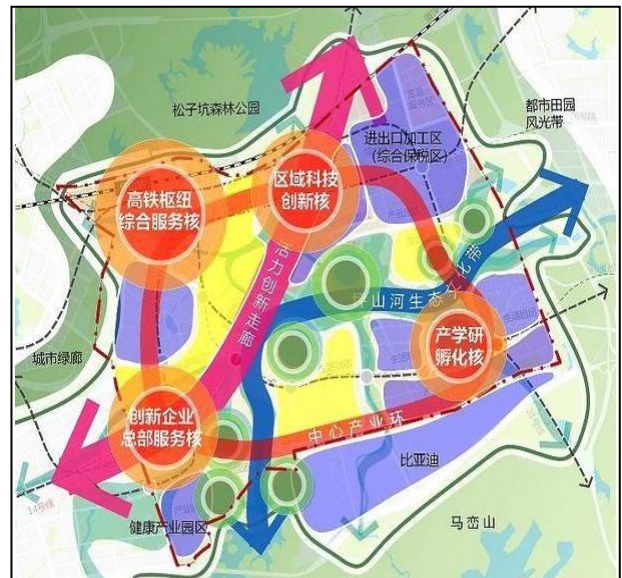 松子坑森林公园
都市田园
风光带
进出口加工区
(综合保税区)
区域科技
创新核
高铁枢纽
综合服务核
活力创新走廊
坪山河生态文化带
产学研
孵化核
城市绿廊
创新企业
总部服务核
中心产业环
比亚迪
14号线
健康产业园区
马峦山